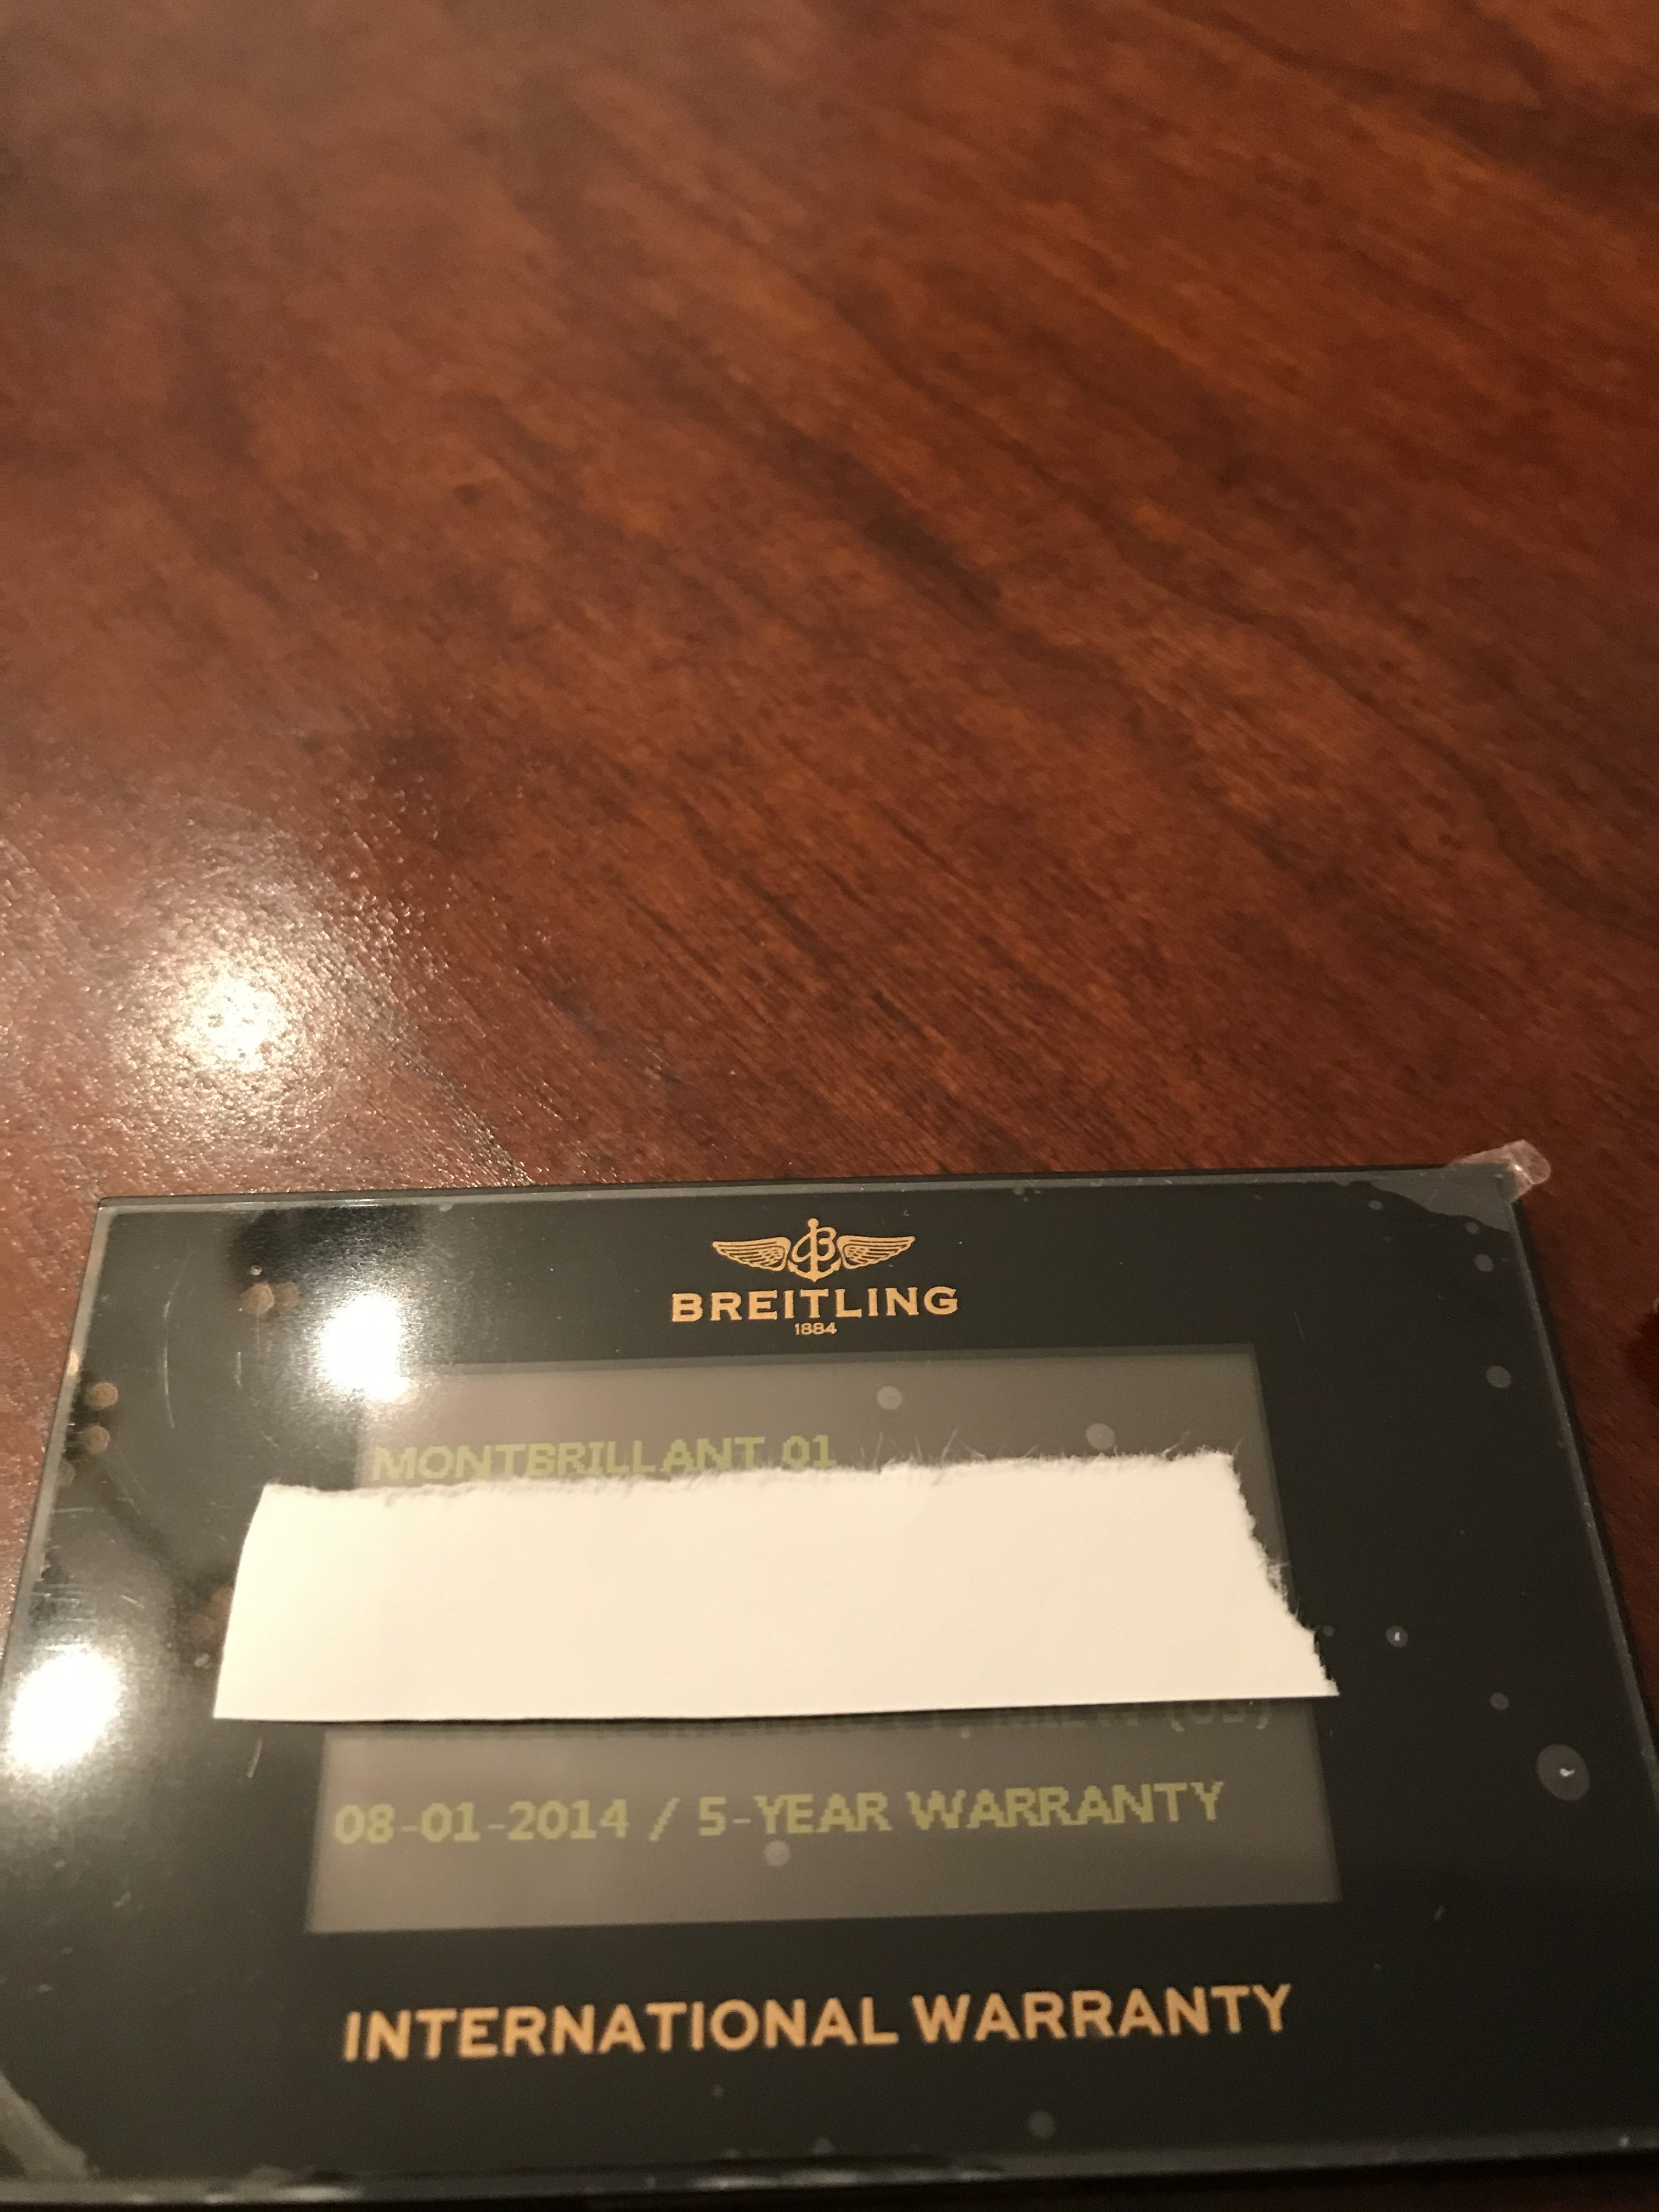 BREITLING
1884
MONTBRILLANT 01
08-01-2014 / 5-YEAR WARRANTY
INTERNATIONAL WARRANTY